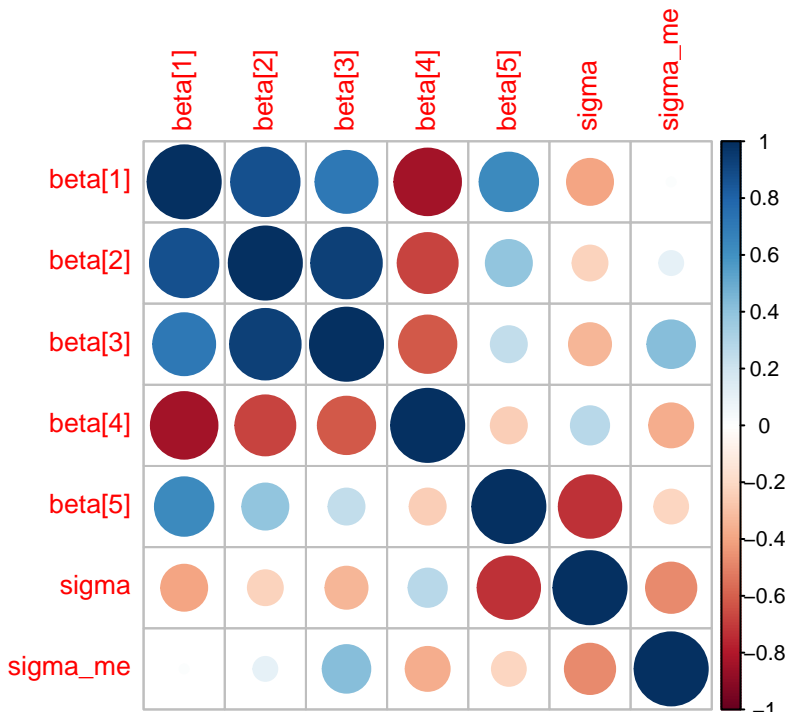 beta[1]
beta[2]
beta[3]
beta[4]
beta[5]
sigma
sigma_me
beta[1]
beta[2]
beta[3]
beta[4]
beta[5]
sigma
sigma_me
1
0.8
0.6
0.4
0.2
0
−0.2
−0.4
−0.6
−0.8
−1